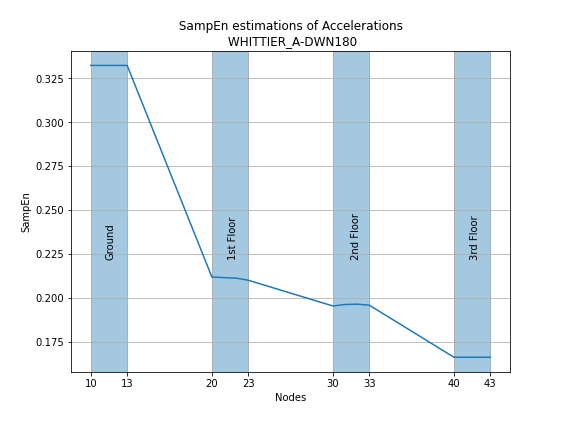 SampEn estimations of Accelerations
WHITTIER_A-DWN180
0.325
0.300
0.275
0.250
0.225
0.200
0.175
SampEn
Ground
1st Floor
2nd Floor
3rd Floor
10 13 20 23 30 33 40 43
Nodes